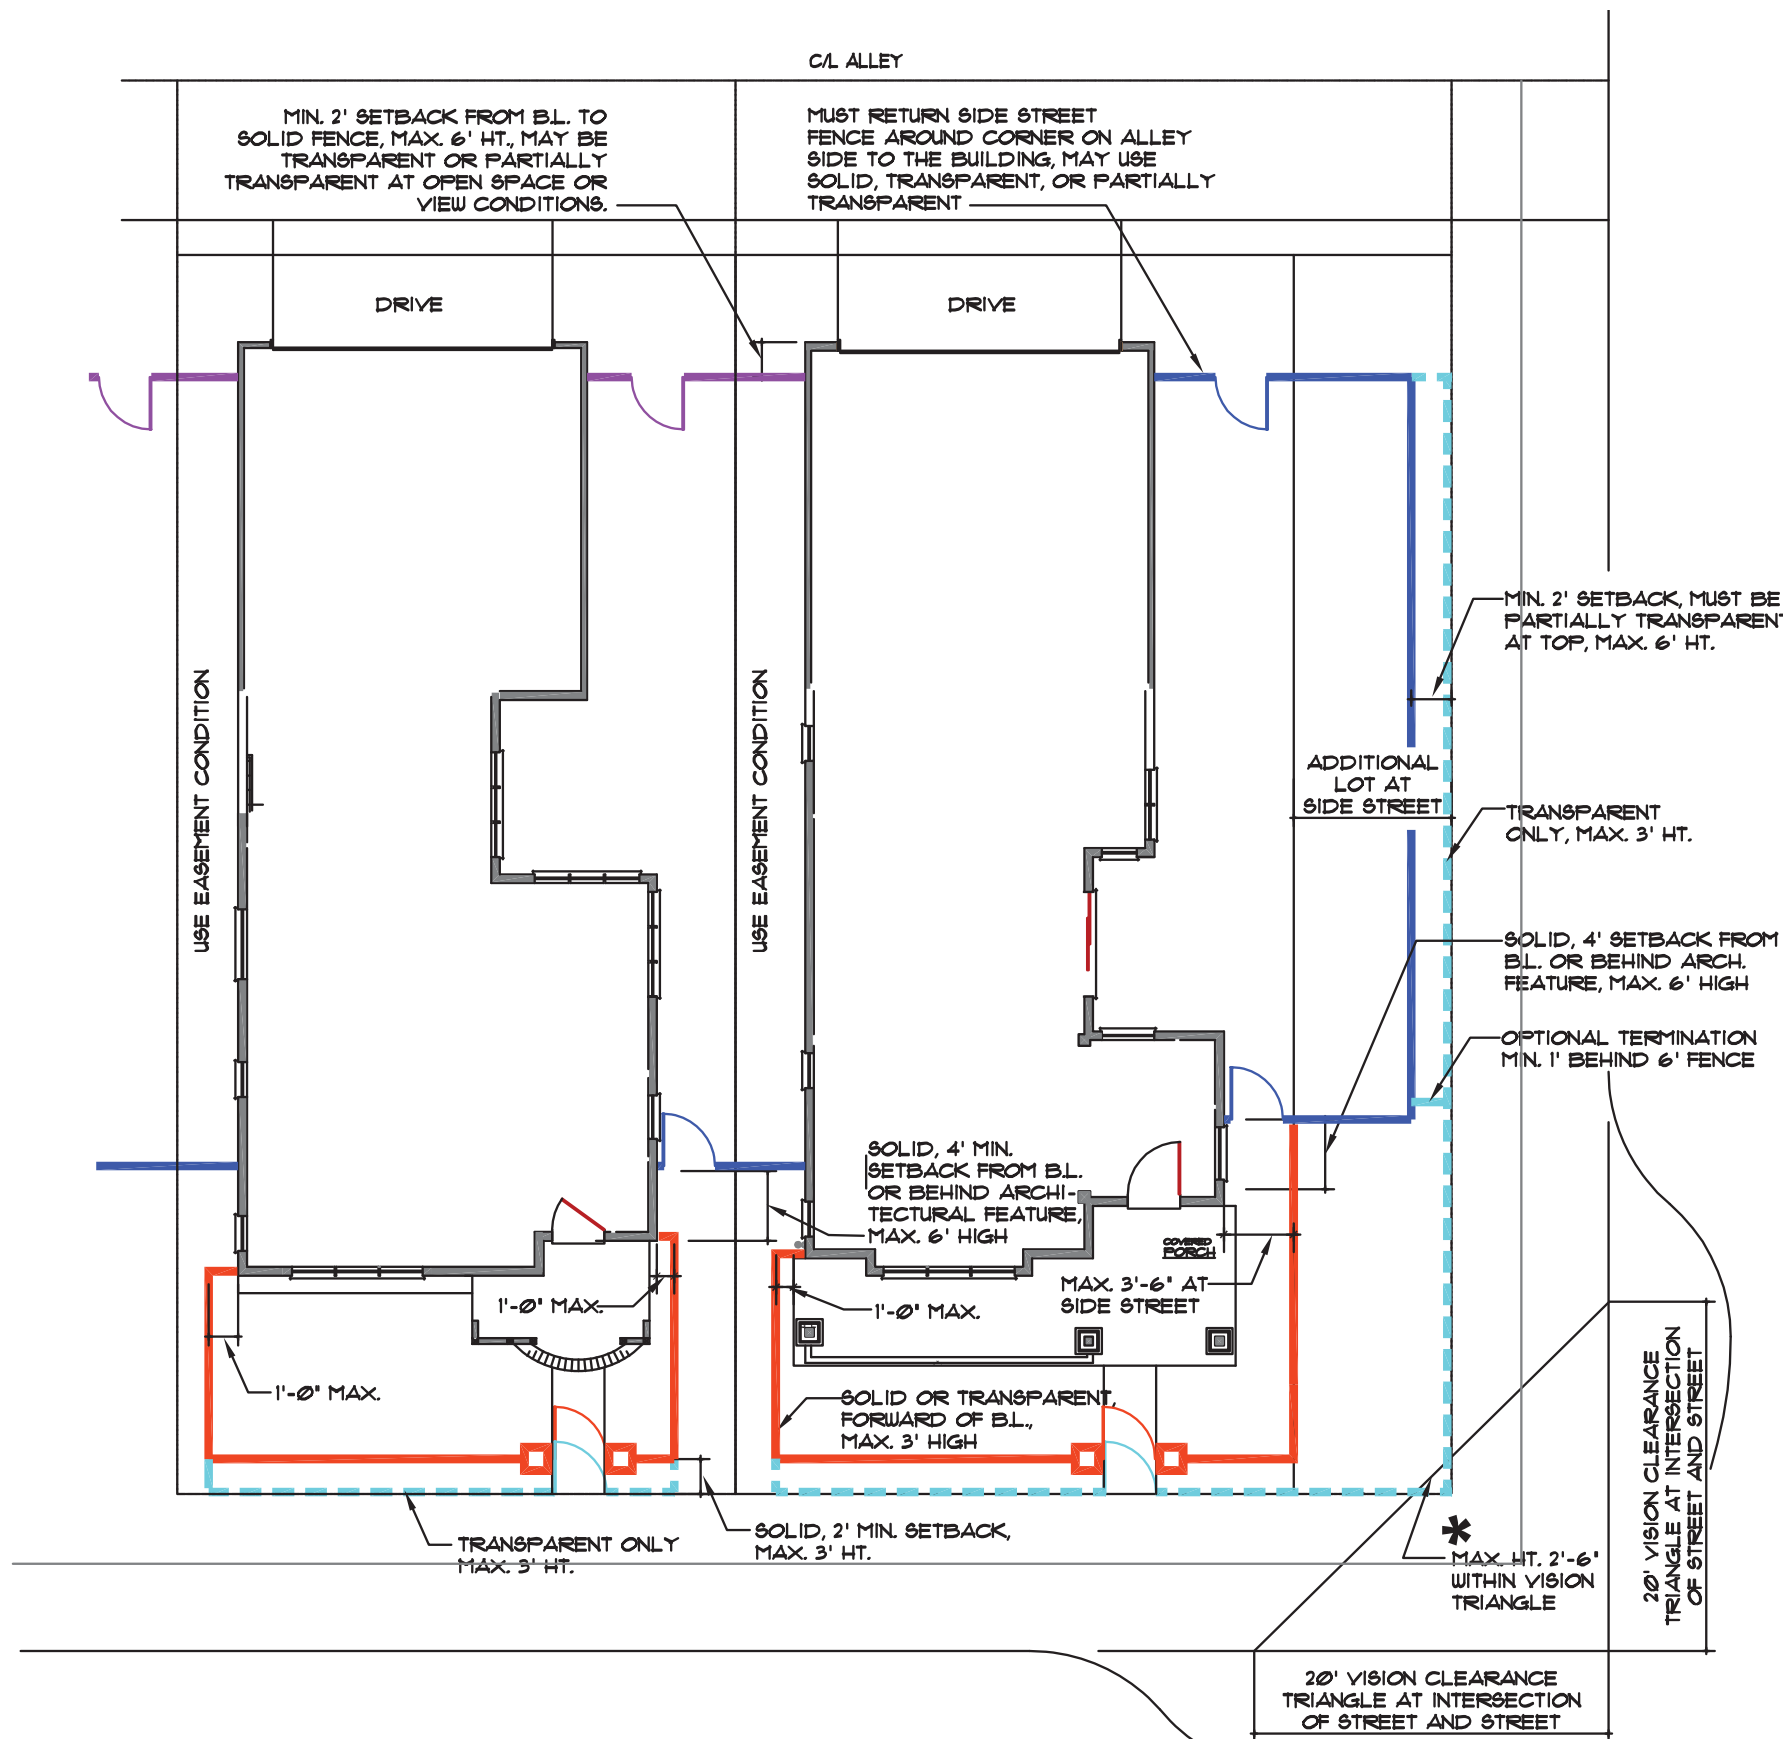 C/L ALLEY
MIN. 2' SETBACK FROM B.L. TO
SOLID FENCE, MAX. 6' HT., MAY BE
TRANSPARENT OR PARTIALLY
TRANSPARENT AT OPEN SPACE OR
VIEW CONDITIONS.
MUST RETURN SIDE STREET
FENCE AROUND CORNER ON ALLEY
SIDE TO THE BUILDING, MAY USE
SOLID, TRANSPARENT, OR PARTIALLY
TRANSPARENT
DRIVE
DRIVE
MIN. 2' SETBACK, MUST BE
PARTIALLY TRANSPARENT
AT TOP, MAX. 6' HT.
USE EASEMENT CONDITION
USE EASEMENT CONDITION
ADDITIONAL
LOT AT
SIDE STREET
TRANSPARENT
ONLY, MAX. 3' HT.
SOLID, 4' SETBACK FROM
B.L. OR BEHIND ARCH.
FEATURE, MAX. 6' HIGH
OPTIONAL TERMINATION
MIN. 1' BEHIND 6' FENCE
SOLID, 4' MIN.
SETBACK FROM B.L.
OR BEHIND ARCHI-
TECTURAL FEATURE,
MAX. 6' HIGH
COVERED
PORCH
MAX. 3'-6" AT
SIDE STREET
1'-0" MAX.
1'-0" MAX.
1'-0" MAX.
SOLID OR TRANSPARENT,
FORWARD OF B.L.,
MAX. 3' HIGH
TRANSPARENT ONLY
MAX. 3' HT.
SOLID, 2' MIN. SETBACK,
MAX. 3' HT.
*
MAX. HT. 2'-6"
WITHIN VISION
TRIANGLE
20' VISION CLEARANCE
TRIANGLE AT INTERSECTION
OF STREET AND STREET
20' VISION CLEARANCE
TRIANGLE AT INTERSECTION
OF STREET AND STREET